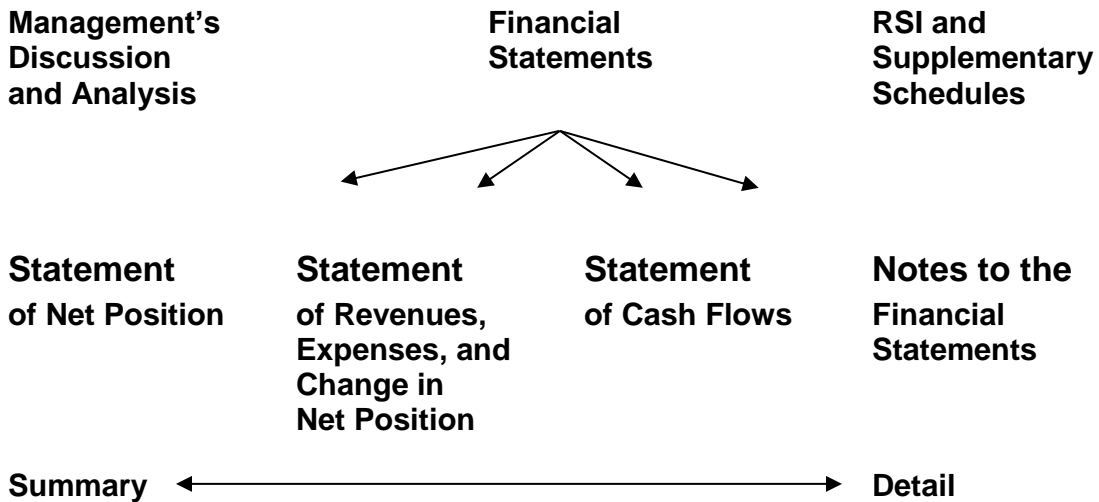 Management’s
Discussion
and Analysis
Financial
Statements
RSI and
Supplementary
Schedules
Statement
of Net Position
Statement
of Revenues,
Expenses, and
Change in
Net Position
Statement
of Cash Flows
Notes to the
Financial
Statements
Summary
Detail